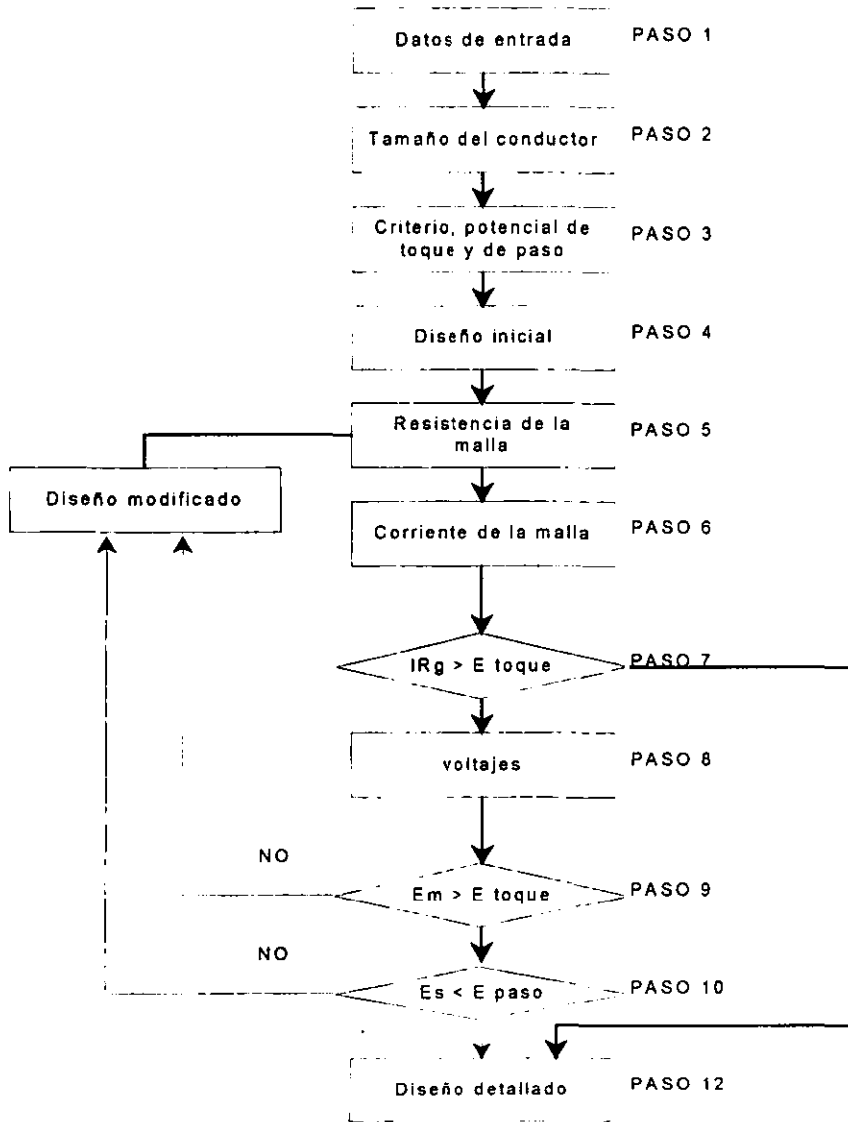 Datos de entrada
PASO 1
Tamaño del conductor
PASO 2
Criterio, potencial de
toque y de paso
PASO 3
Diseño inicial
PASO 4
Resistencia de la
malla
PASO 5
Diseño modificado
Corriente de la malla
PASO 6
IRg > E toque
PASO 7
voltajes
PASO 8
NO
Em > E toque
PASO 9
NO
Es < E paso
PASO 10
Diseño detallado
PASO 12